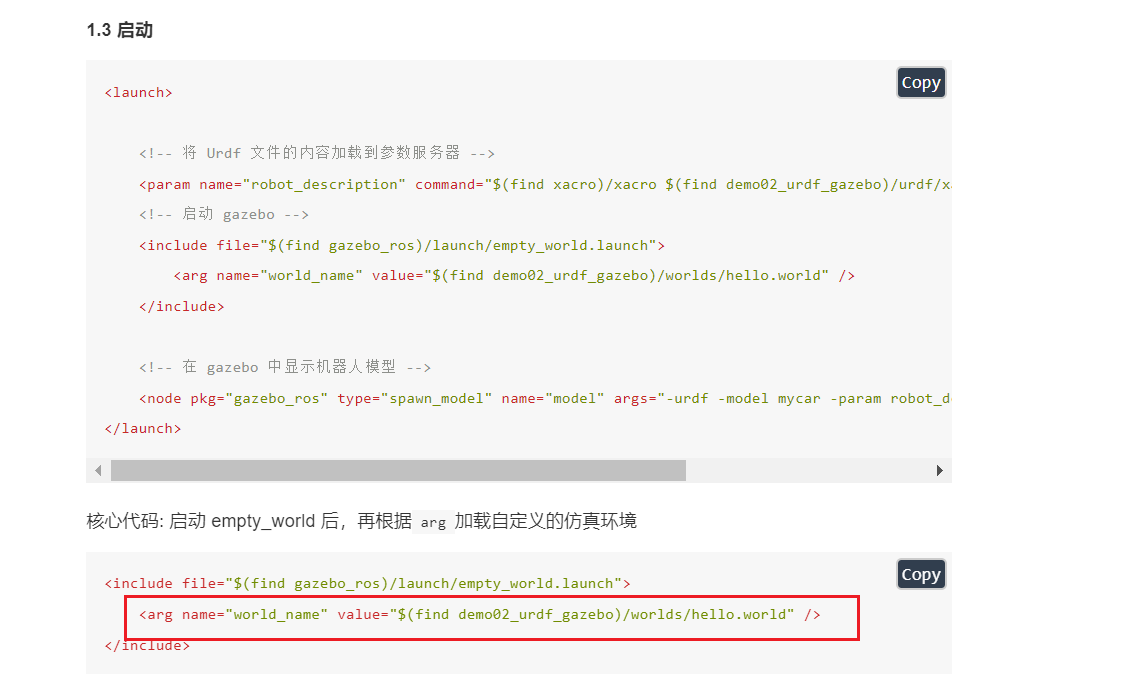 1.3 启动
Copy
<launch>
<!-- 将 Urdf 文件的内容加载到参数服务器 -->
<param name="robot_description" command="$(find xacro)/xacro $(find demo02_urdf_gazebo)/urdf/xa
<!-- 启动 gazebo -->
<include file="$(find gazebo_ros)/launch/empty_world.launch">
<arg name="world_name" value="$(find demo02_urdf_gazebo)/worlds/hello.world" />
</include>
<!-- 在 gazebo 中显示机器人模型 -->
<node pkg="gazebo_ros" type="spawn_model" name="model" args="-urdf -model mycar -param robot_de
</launch>
核心代码: 启动 empty_world 后，再根据 arg 加载自定义的仿真环境
Copy
<include file="$(find gazebo_ros)/launch/empty_world.launch">
<arg name="world_name" value="$(find demo02_urdf_gazebo)/worlds/hello.world" />
</include>